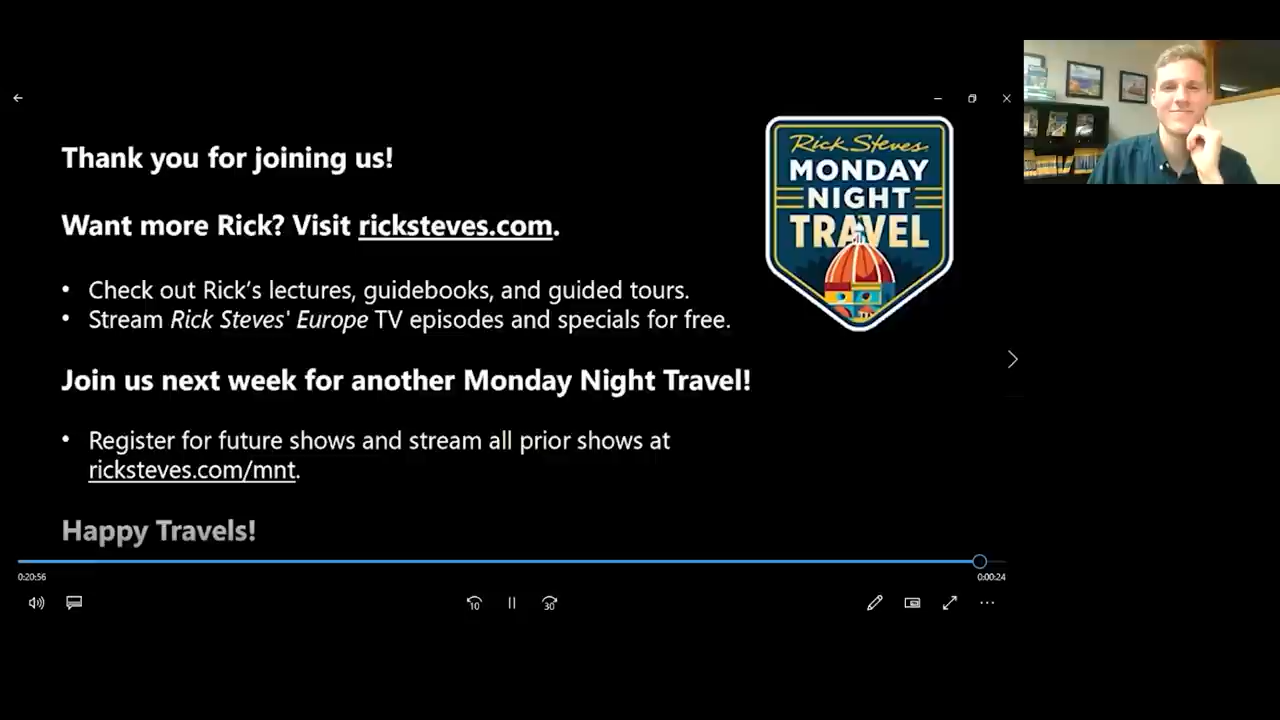 Thank you for joining us!
Rick Steves
MONDAY
NIGHT
TRAVEL
Want more Rick? Visit ricksteves.com.
• Check out Rick's lectures, guidebooks, and guided tours.
• Stream Rick Steves' Europe TV episodes and specials for free.
Join us next week for another Monday Night Travel!
• Register for future shows and stream all prior shows at
ricksteves.com/mnt.
Happy Travels!
0:20:56
0:00:24
10
30